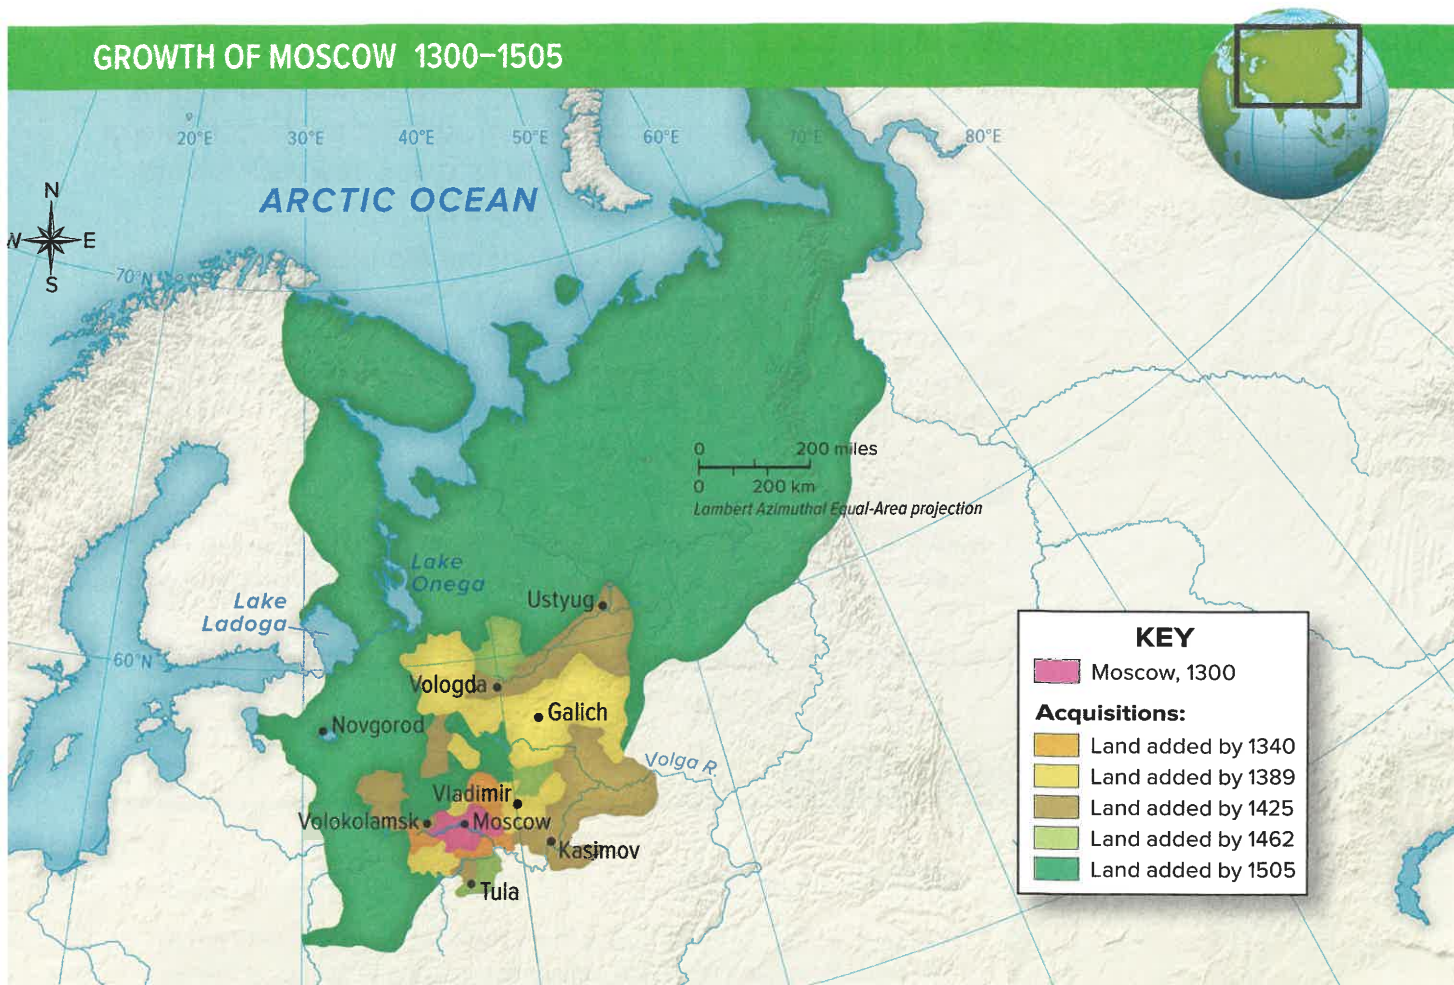 GROWTH OF MOSCOW 1300–1505
20°E
30°E
40°E
50°E
60°E
70°E
80°E
N
ARCTIC OCEAN
W
E
S
70°N
0 200 miles
0 200 km
Lambert Azimuthal Equal-Area projection
Lake
Onega
Ustyug
Lake
Ladoga
60°N
Vologda
Galich
Novgorod
Volga R.
Vladimir
Volokolamsk
Moscow
Kasimov
Tula
KEY
Moscow, 1300
Acquisitions:
Land added by 1340
Land added by 1389
Land added by 1425
Land added by 1462
Land added by 1505